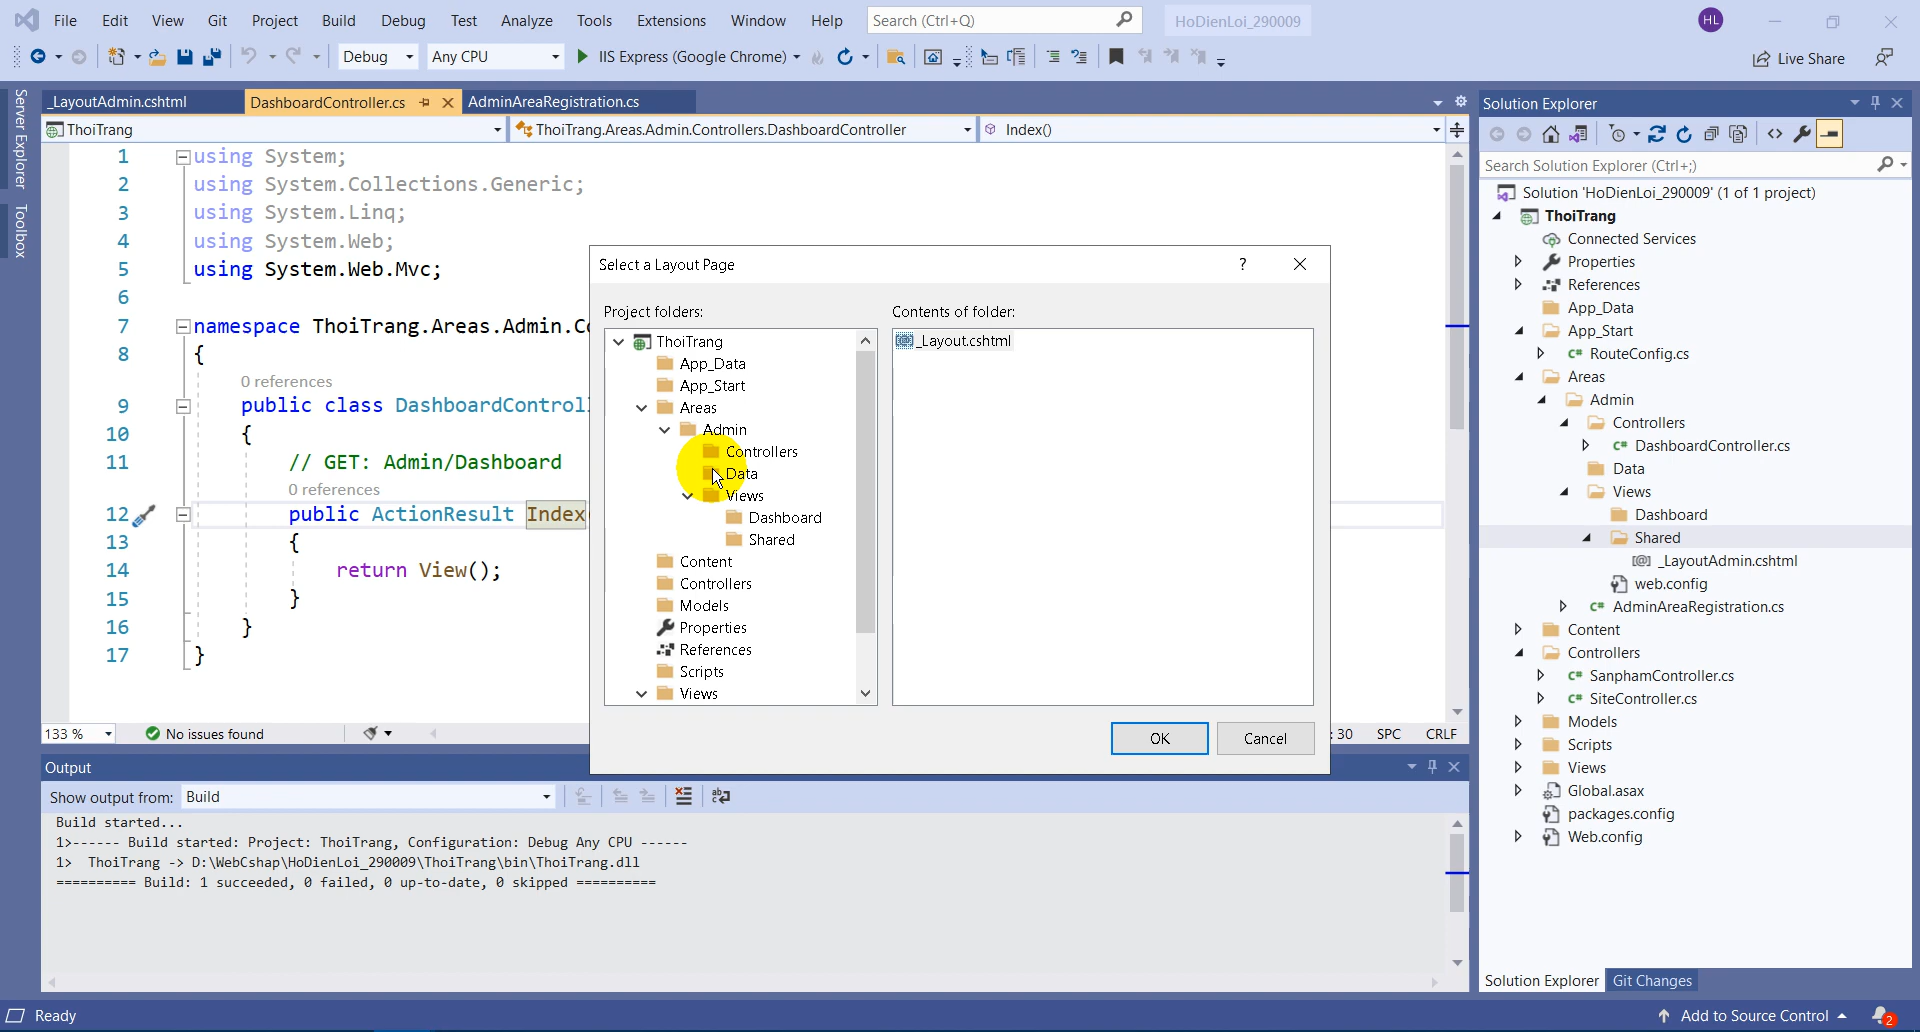 File Edit View Git Project Build Debug Test Analyze Tools Extensions Window Help Search (Ctrl+Q) HoDienLoi_290009 HL
Debug Any CPU IIS Express (Google Chrome) Live Share
_LayoutAdmin.cshtml DashboardController.cs AdminAreaRegistration.cs
ThoiTrang ThoiTrang.Areas.Admin.Controllers.DashboardController Index()
Server Explorer
Toolbox
1 using System;
2 using System.Collections.Generic;
3 using System.Linq;
4 using System.Web;
5 using System.Web.Mvc;
6
7 namespace ThoiTrang.Areas.Admin.Co
8 {
0 references
9 public class DashboardControl
10 {
11 // GET: Admin/Dashboard
0 references
12 public ActionResult Index
13 {
14 return View();
15 }
16 }
17 }
133 % No issues found :30 SPC CRLF
Select a Layout Page ?
Project folders:
ThoiTrang
App_Data
App_Start
Areas
Admin
Controllers
Data
Views
Dashboard
Shared
Content
Controllers
Models
Properties
References
Scripts
Views
Contents of folder:
_Layout.cshtml
OK Cancel
Output
Show output from: Build
Build started...
1>------ Build started: Project: ThoiTrang, Configuration: Debug Any CPU ------
1> ThoiTrang -> D:\WebCshap\HoDienLoi_290009\ThoiTrang\bin\ThoiTrang.dll
========== Build: 1 succeeded, 0 failed, 0 up-to-date, 0 skipped ==========
Solution Explorer
Search Solution Explorer (Ctrl+;)
Solution 'HoDienLoi_290009' (1 of 1 project)
ThoiTrang
Connected Services
Properties
References
App_Data
App_Start
C# RouteConfig.cs
Areas
Admin
Controllers
C# DashboardController.cs
Data
Views
Dashboard
Shared
[@] _LayoutAdmin.cshtml
web.config
C# AdminAreaRegistration.cs
Content
Controllers
C# SanphamController.cs
C# SiteController.cs
Models
Scripts
Views
Global.asax
packages.config
Web.config
Solution Explorer Git Changes
Ready Add to Source Control 2